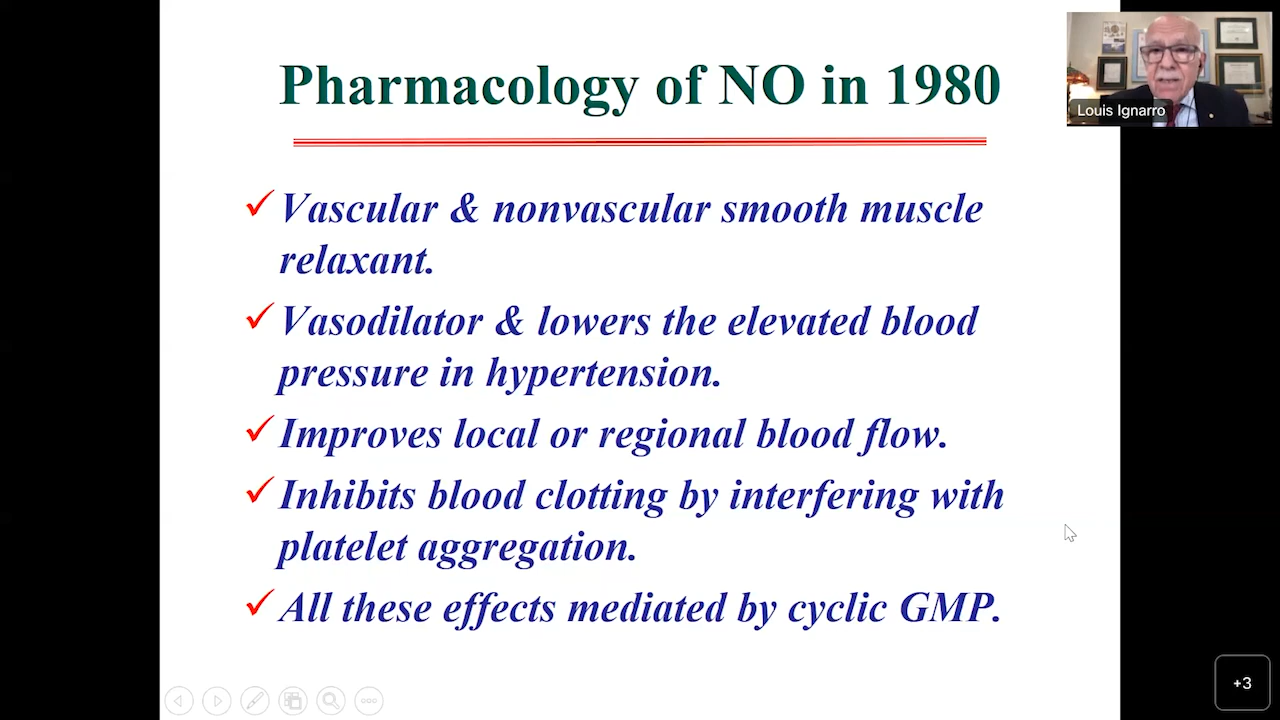 Pharmacology of NO in 1980
Louis Ignarro
Vascular & nonvascular smooth muscle
relaxant.
Vasodilator & lowers the elevated blood
pressure in hypertension.
Improves local or regional blood flow.
Inhibits blood clotting by interfering with
platelet aggregation.
All these effects mediated by cyclic GMP.
+3